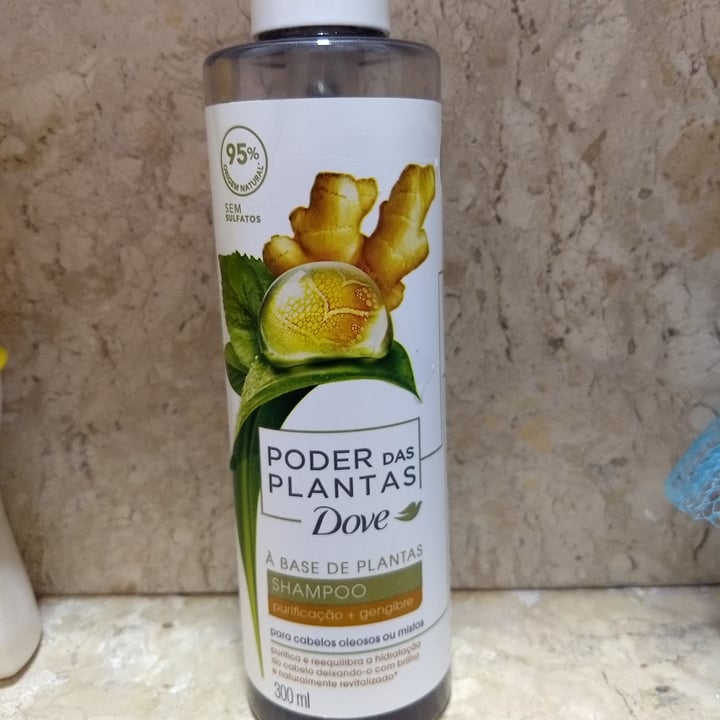 95%
ORIGEM NATURAL*
SEM
SULFATOS
PODER DAS
PLANTAS
Dove
À BASE DE PLANTAS
SHAMPOO
purificação + gengibre
para cabelos oleosos ou mistos
purifica e reequilibra a hidratação
do cabelo deixando-o com brilho
e naturalmente revitalizado*
300 ml